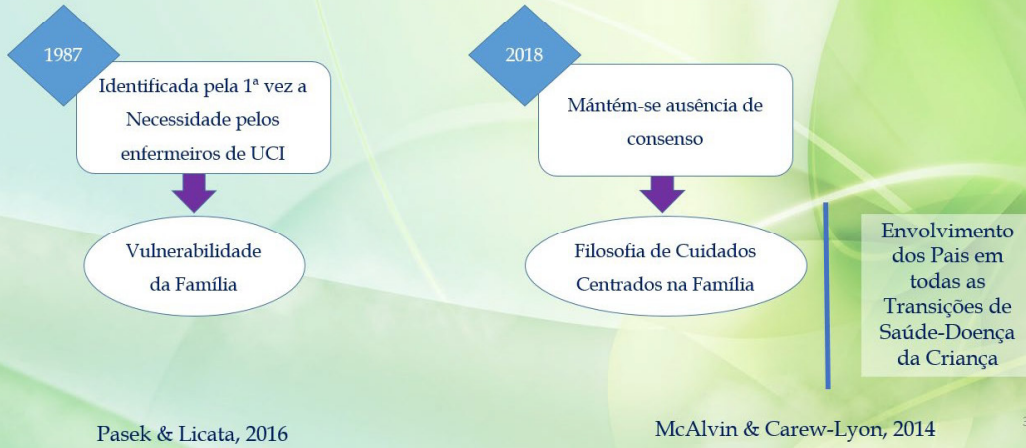 1987
Identificada pela 1ª vez a
Necessidade pelos
enfermeiros de UCI
Vulnerabilidade
da Família
Pasek & Licata, 2016
2018
Mántém-se ausência de
consenso
Filosofia de Cuidados
Centrados na Família
Envolvimento
dos Pais em
todas as
Transições de
Saúde-Doença
da Criança
McAlvin & Carew-Lyon, 2014
3